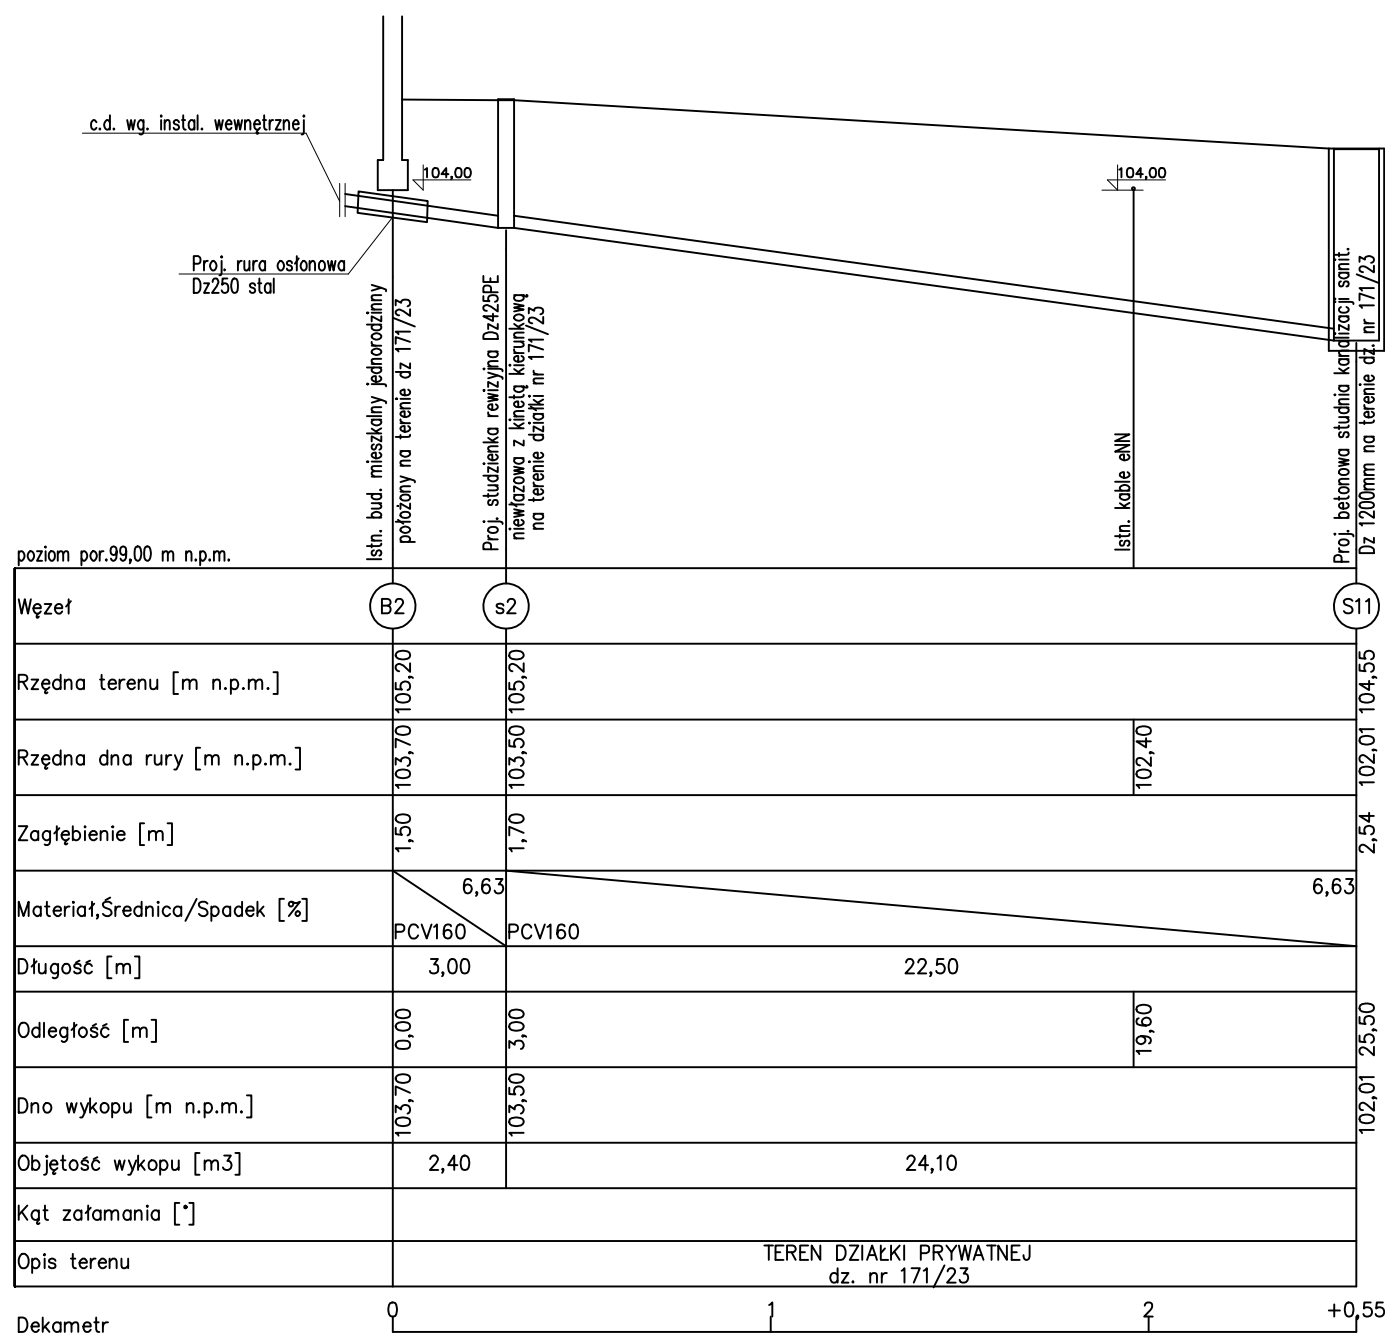 c.d. wg. instal. wewnętrznej
104,00
104,00
Proj. rura osłonowa
Dz250 stal
Istn. bud. mieszkalny jednorodzinny
położony na terenie dz 171/23
Proj. studzienka rewizyjna Dz425PE
niewłazowa z kinetą kierunkową
na terenie działki nr 171/23
Istn. kable eNN
Proj. betonowa studnia kanalizacji sanit.
Dz 1200mm na terenie dz. nr 171/23
poziom por.99,00 m n.p.m.
Węzeł B2 s2 S11
Rzędna terenu [m n.p.m.] 105,20 105,20 104,55
Rzędna dna rury [m n.p.m.] 103,70 103,50 102,40 102,01
Zagłębienie [m] 1,50 1,70 2,54
6,63 6,63
Materiał,Średnica/Spadek [%]
PCV160 PCV160
Długość [m] 3,00 22,50
Odległość [m] 0,00 3,00 19,60 25,50
Dno wykopu [m n.p.m.] 103,70 103,50 102,01
Objętość wykopu [m3] 2,40 24,10
Kąt załamania [°]
Opis terenu
TEREN DZIAŁKI PRYWATNEJ
dz. nr 171/23
Dekametr 0 1 2 +0,55